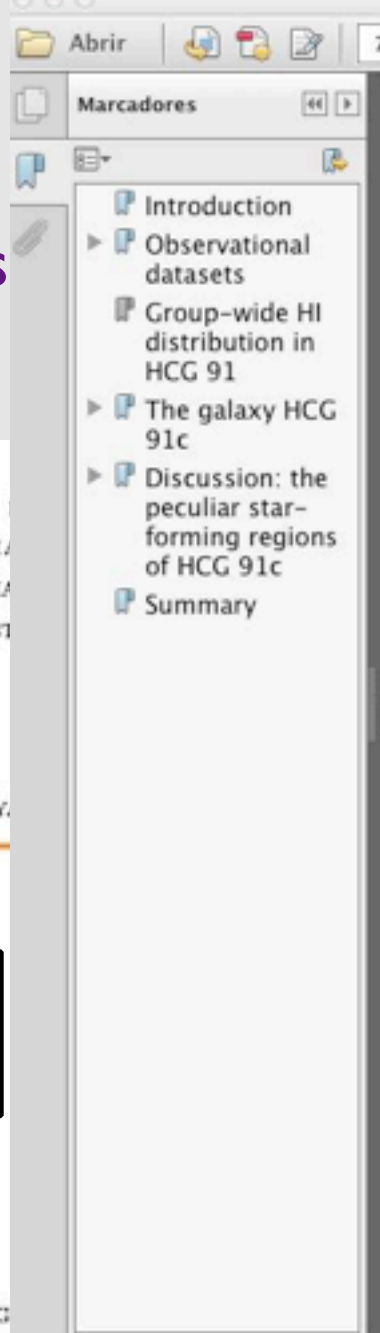 Abrir
7
Marcadores
Introduction
Observational
datasets
Group-wide HI
distribution in
HCG 91
The galaxy HCG
91c
Discussion: the
peculiar star-
forming regions
of HCG 91c
Summary